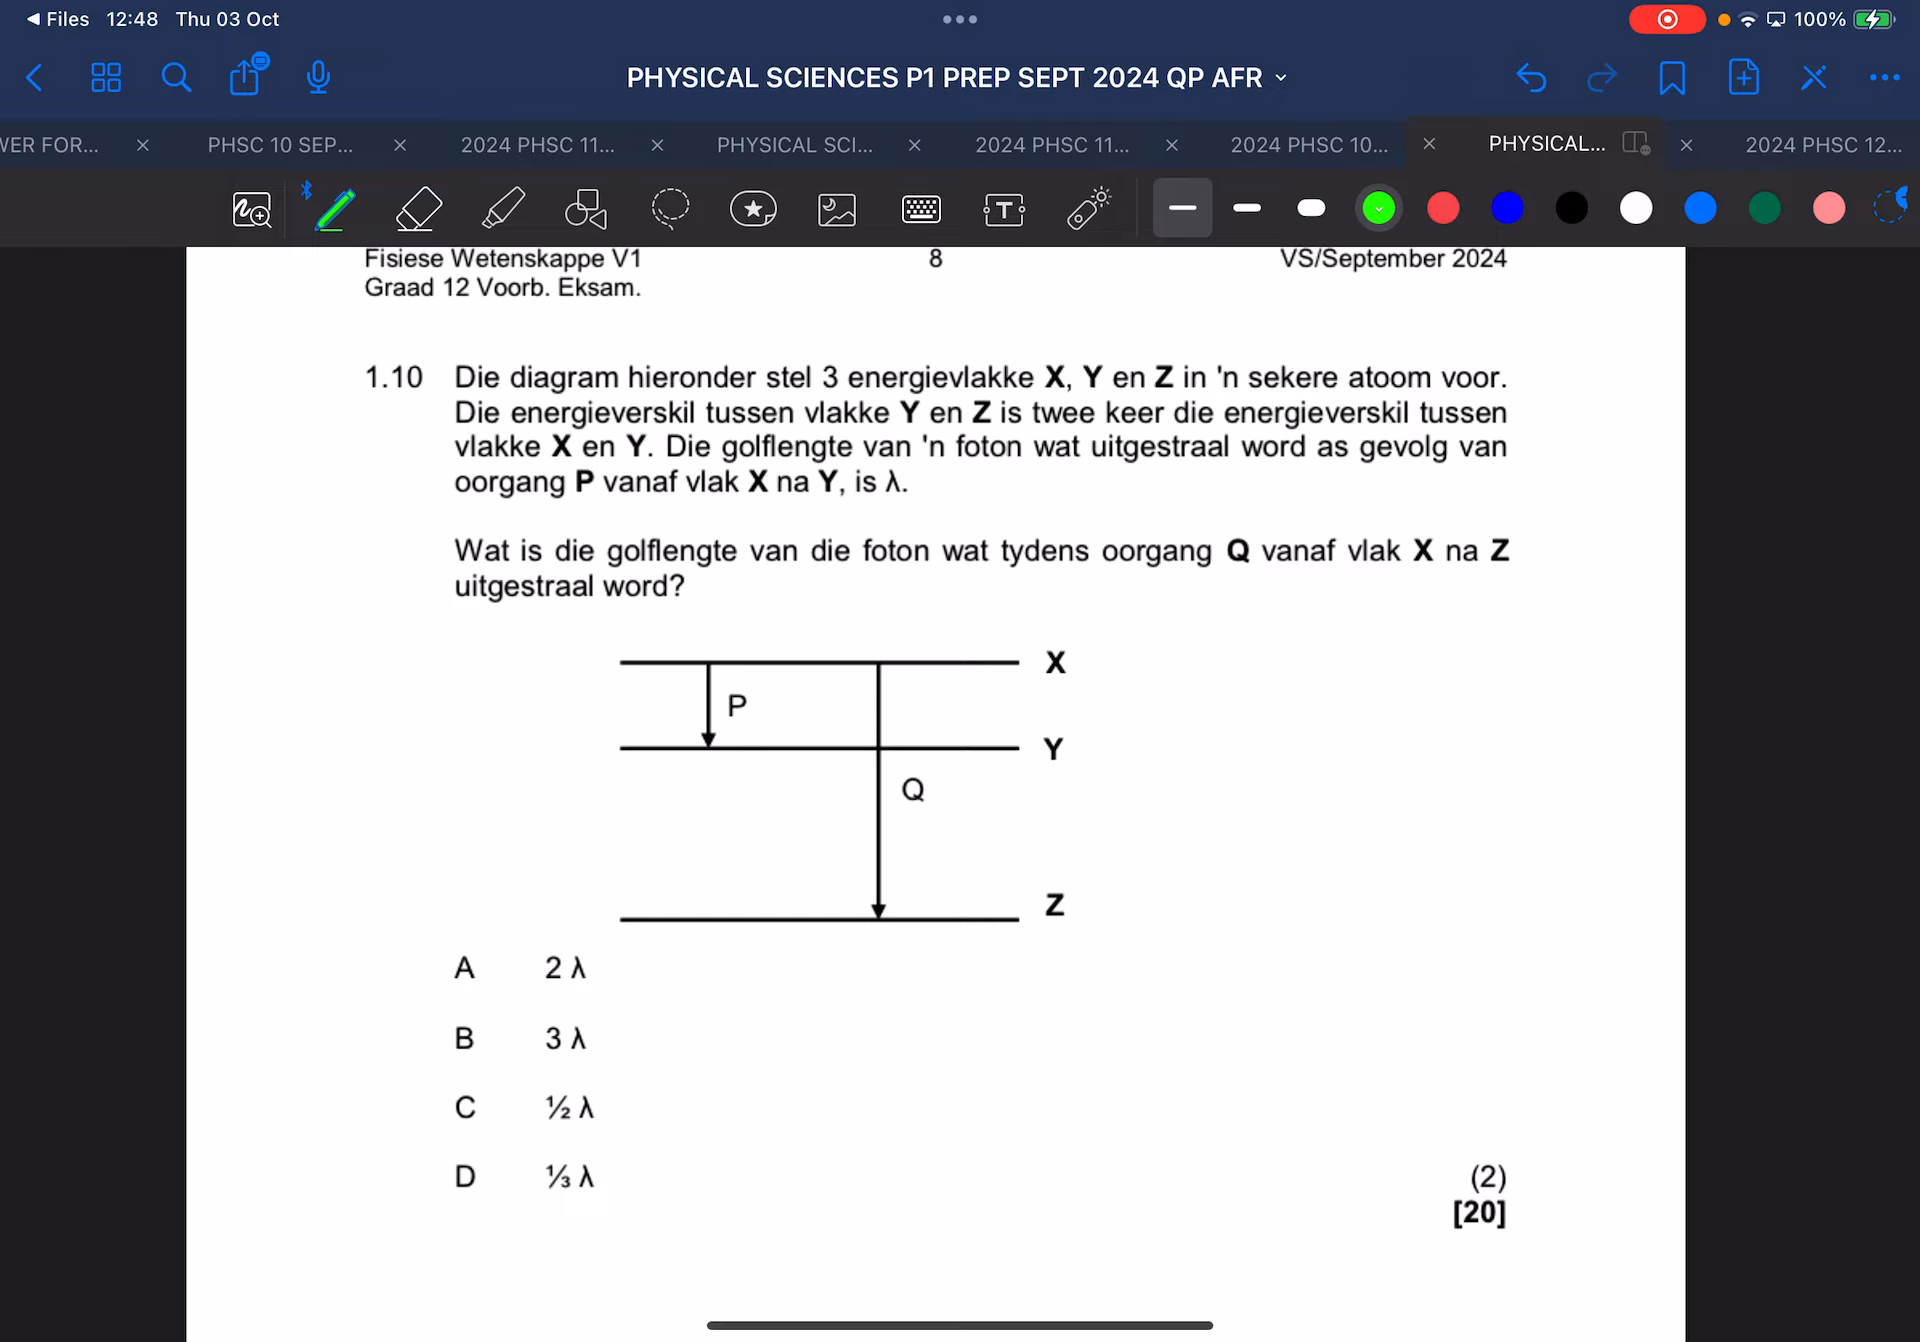 Files 12:48 Thu 03 Oct
100%
PHYSICAL SCIENCES P1 PREP SEPT 2024 QP AFR
WER FOR... PHSC 10 SEP... 2024 PHSC 11... PHYSICAL SCI... 2024 PHSC 11... 2024 PHSC 10... PHYSICAL... 2024 PHSC 12...
Fisiese Wetenskappe V1 8 VS/September 2024
Graad 12 Voorb. Eksam.
1.10 Die diagram hieronder stel 3 energievlakke X, Y en Z in 'n sekere atoom voor.
Die energieverskil tussen vlakke Y en Z is twee keer die energieverskil tussen
vlakke X en Y. Die golflengte van 'n foton wat uitgestraal word as gevolg van
oorgang P vanaf vlak X na Y, is λ.
Wat is die golflengte van die foton wat tydens oorgang Q vanaf vlak X na Z
uitgestraal word?
X
P
Y
Q
Z
A 2 λ
B 3 λ
C ½ λ
D ⅓ λ (2)
[20]